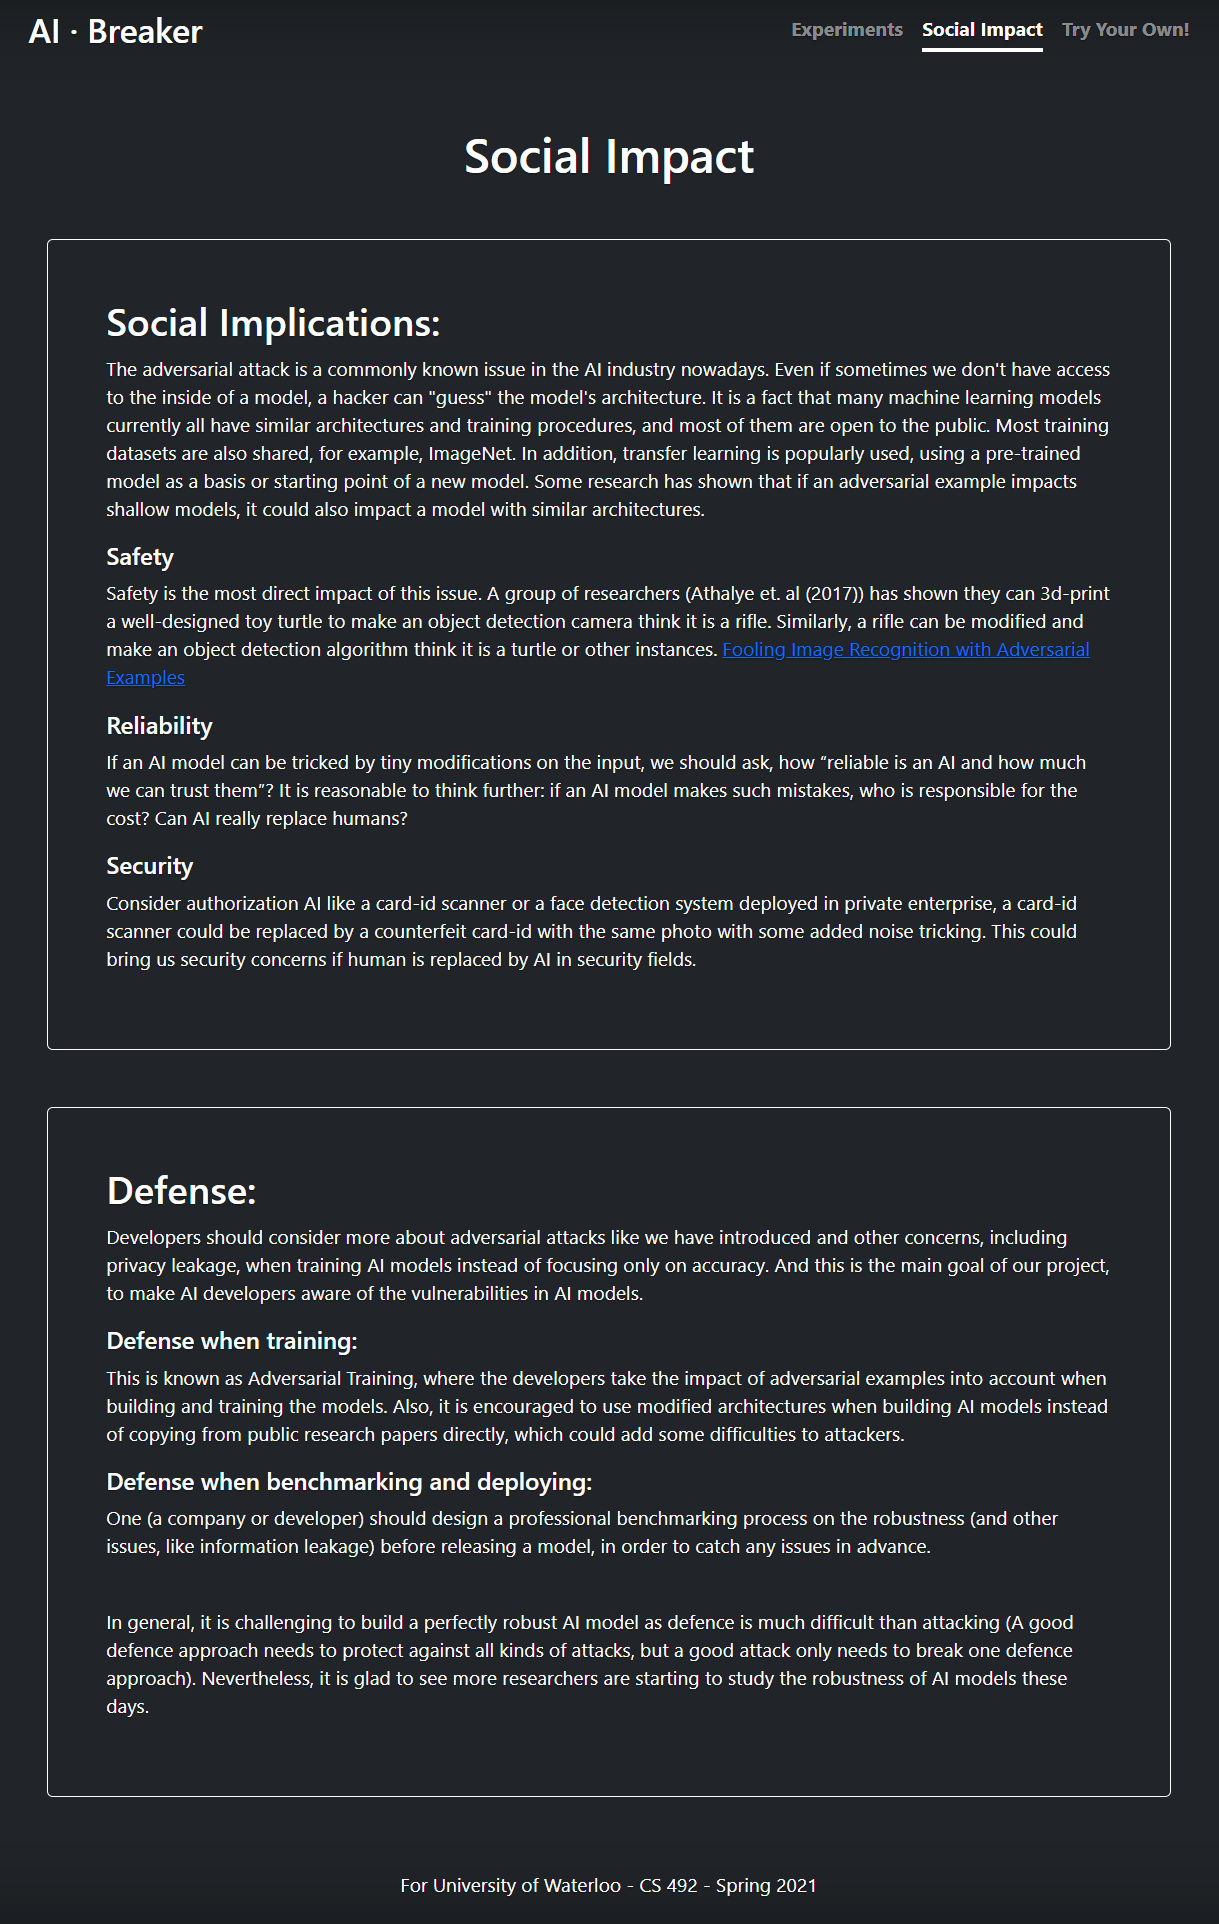 AI · Breaker
Experiments
Social Impact
Try Your Own!
Social Impact
Social Implications:
The adversarial attack is a commonly known issue in the AI industry nowadays. Even if sometimes we don't have access
to the inside of a model, a hacker can "guess" the model's architecture. It is a fact that many machine learning models
currently all have similar architectures and training procedures, and most of them are open to the public. Most training
datasets are also shared, for example, ImageNet. In addition, transfer learning is popularly used, using a pre-trained
model as a basis or starting point of a new model. Some research has shown that if an adversarial example impacts
shallow models, it could also impact a model with similar architectures.
Safety
Safety is the most direct impact of this issue. A group of researchers (Athalye et. al (2017)) has shown they can 3d-print
a well-designed toy turtle to make an object detection camera think it is a rifle. Similarly, a rifle can be modified and
make an object detection algorithm think it is a turtle or other instances. Fooling Image Recognition with Adversarial
Examples
Reliability
If an AI model can be tricked by tiny modifications on the input, we should ask, how “reliable is an AI and how much
we can trust them”? It is reasonable to think further: if an AI model makes such mistakes, who is responsible for the
cost? Can AI really replace humans?
Security
Consider authorization AI like a card-id scanner or a face detection system deployed in private enterprise, a card-id
scanner could be replaced by a counterfeit card-id with the same photo with some added noise tricking. This could
bring us security concerns if human is replaced by AI in security fields.
Defense:
Developers should consider more about adversarial attacks like we have introduced and other concerns, including
privacy leakage, when training AI models instead of focusing only on accuracy. And this is the main goal of our project,
to make AI developers aware of the vulnerabilities in AI models.
Defense when training:
This is known as Adversarial Training, where the developers take the impact of adversarial examples into account when
building and training the models. Also, it is encouraged to use modified architectures when building AI models instead
of copying from public research papers directly, which could add some difficulties to attackers.
Defense when benchmarking and deploying:
One (a company or developer) should design a professional benchmarking process on the robustness (and other
issues, like information leakage) before releasing a model, in order to catch any issues in advance.
In general, it is challenging to build a perfectly robust AI model as defence is much difficult than attacking (A good
defence approach needs to protect against all kinds of attacks, but a good attack only needs to break one defence
approach). Nevertheless, it is glad to see more researchers are starting to study the robustness of AI models these
days.
For University of Waterloo - CS 492 - Spring 2021